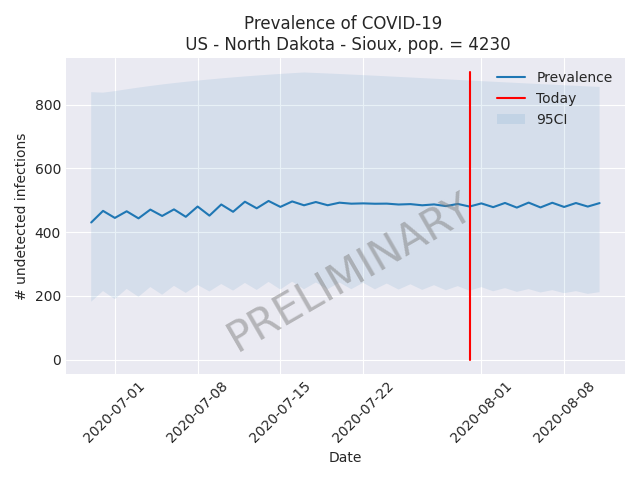 Prevalence of COVID-19
US - North Dakota - Sioux, pop. = 4230
Prevalence
Today
95CI
800
600
400
200
0
# undetected infections
PRELIMINARY
2020-07-01
2020-07-08
2020-07-15
2020-07-22
2020-08-01
2020-08-08
Date